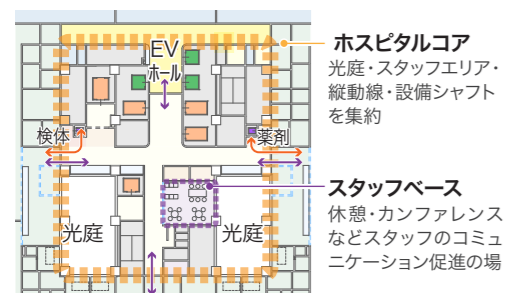 EV
ホール
検体
薬剤
光庭
光庭
ホスピタルコア
光庭・スタッフエリア・
縦動線・設備シャフト
を集約
スタッフベース
休憩・カンファレンス
などスタッフのコミュ
ニケーション促進の場